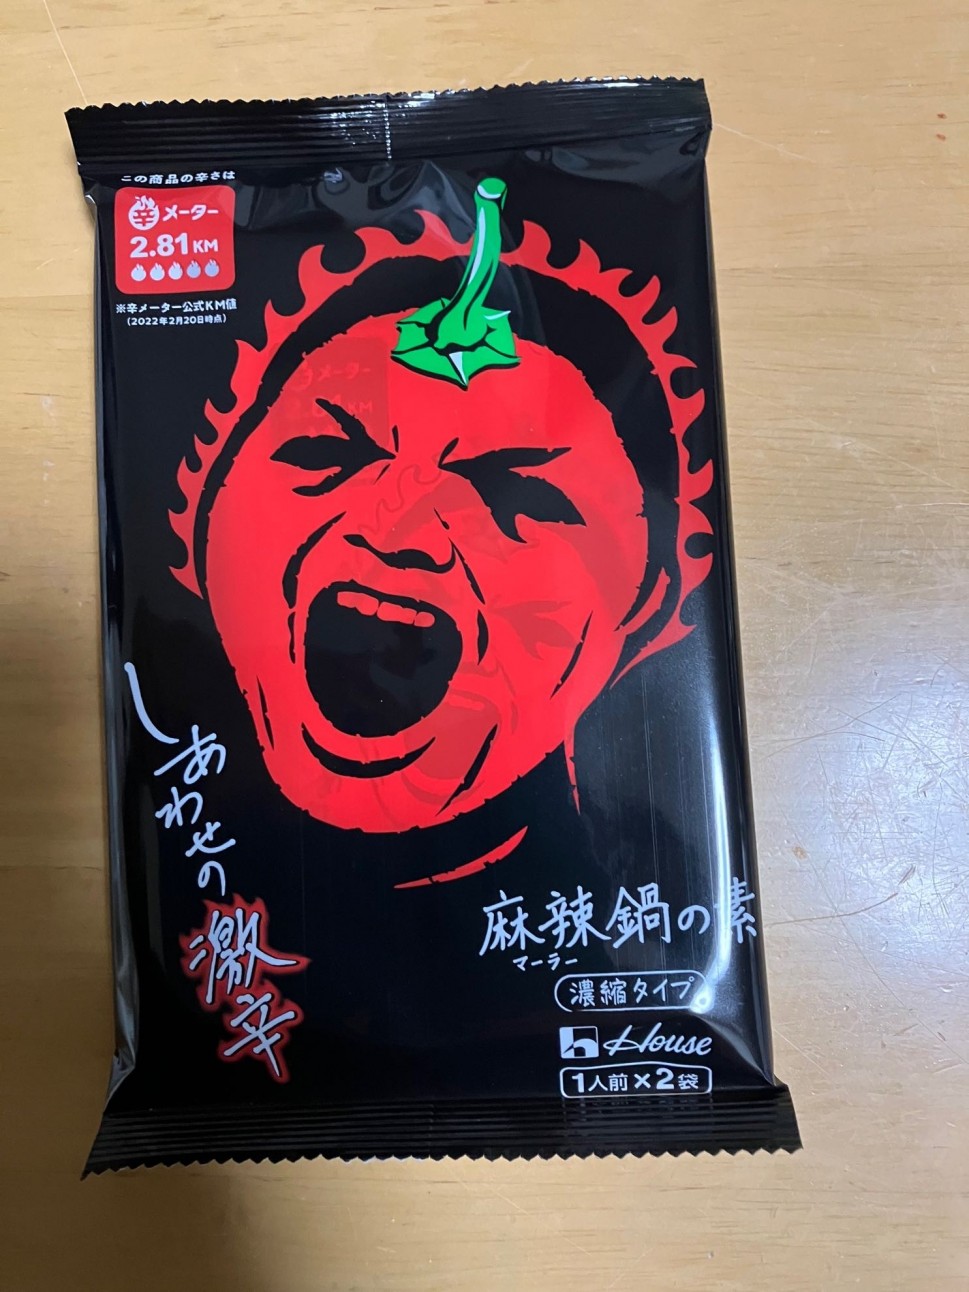 この商品の辛さは
辛メーター
2.81KM
※辛メーター公式KM値
(2022年2月20日時点)
しあわせの
激辛
麻辣鍋の素
マーラー
濃縮タイプ
House
1人前×2袋